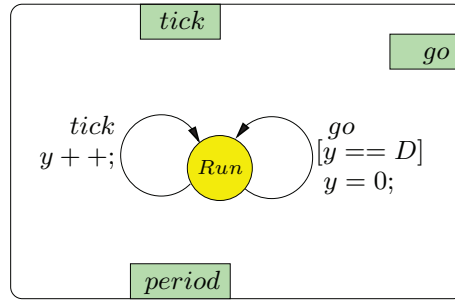 tick
go
tick
y + +;
Run
go
[y == D]
y = 0;
period